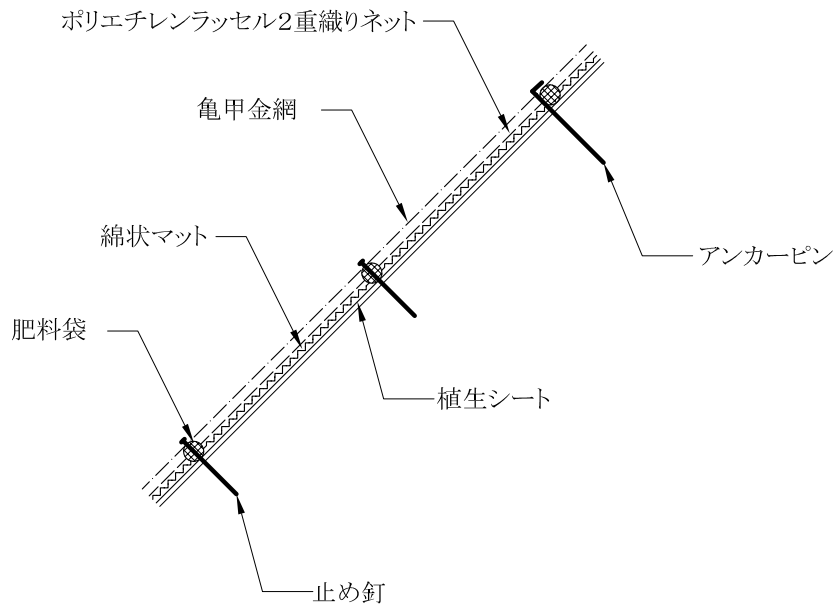 ポリエチレンラッセル２重織りネット
亀甲金網
綿状マット
アンカーピン
肥料袋
植生シート
止め釘